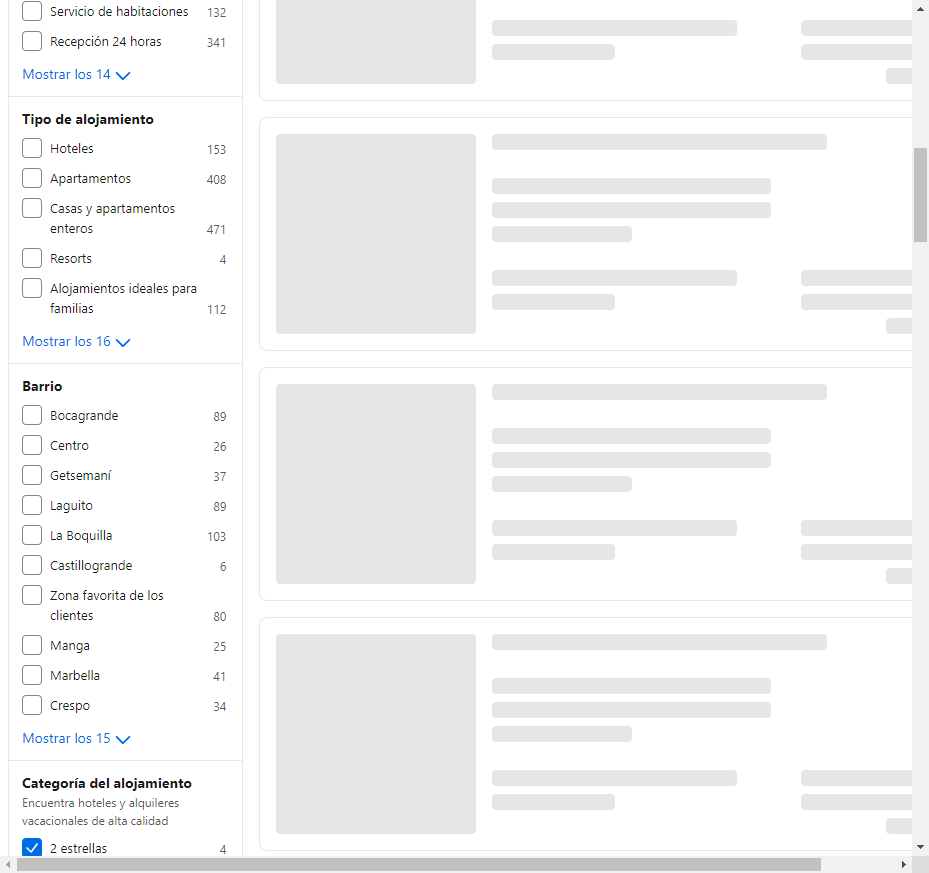 Servicio de habitaciones 132
Recepción 24 horas 341
Mostrar los 14
Tipo de alojamiento
Hoteles 153
Apartamentos 408
Casas y apartamentos
enteros 471
Resorts 4
Alojamientos ideales para
familias 112
Mostrar los 16
Barrio
Bocagrande 89
Centro 26
Getsemaní 37
Laguito 89
La Boquilla 103
Castillogrande 6
Zona favorita de los
clientes 80
Manga 25
Marbella 41
Crespo 34
Mostrar los 15
Categoría del alojamiento
Encuentra hoteles y alquileres
vacacionales de alta calidad
2 estrellas 4